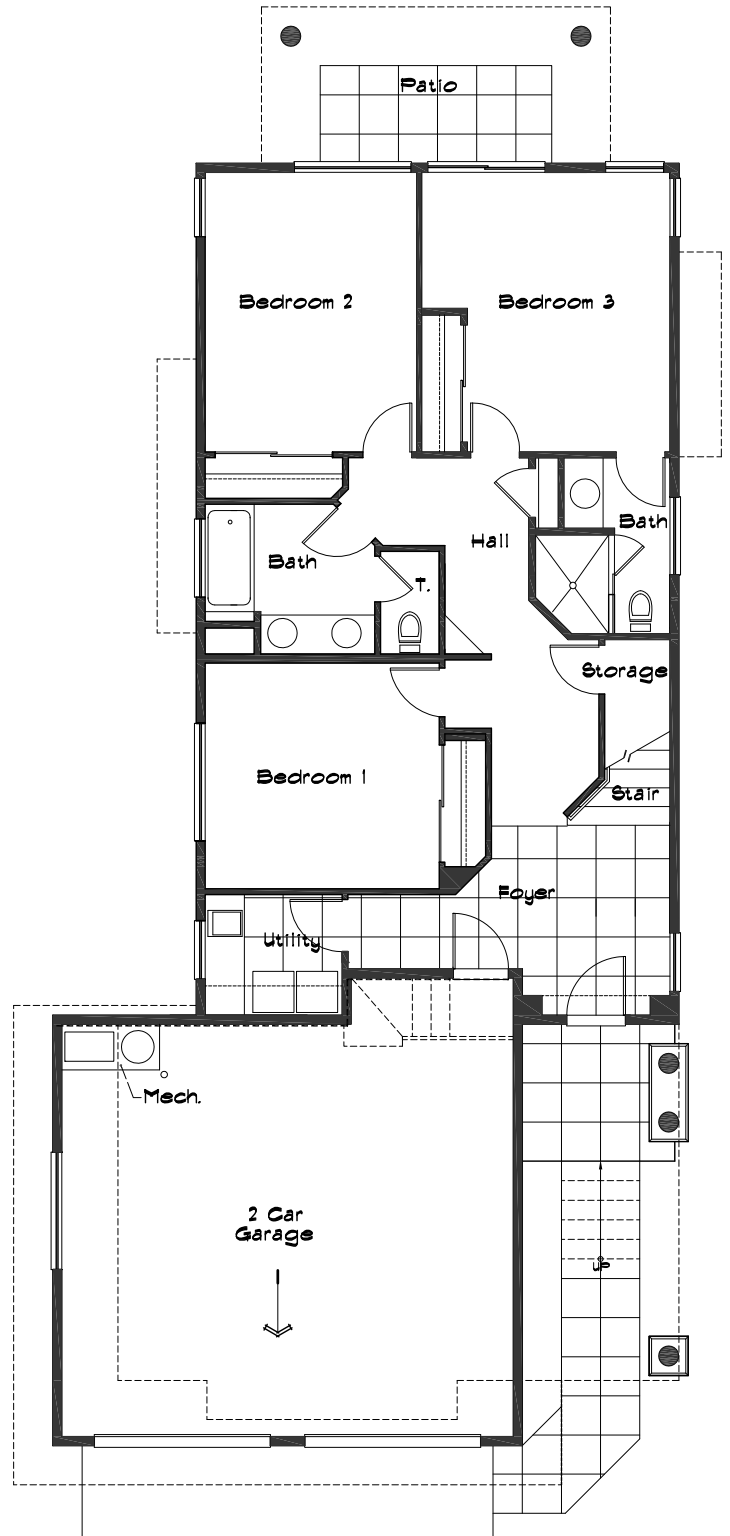 Patio
Bedroom 2
Bedroom 3
Bath
Hall
Bath
T.
Storage
Bedroom 1
Stair
Foyer
Utility
Mech.
2 Car
Garage
up